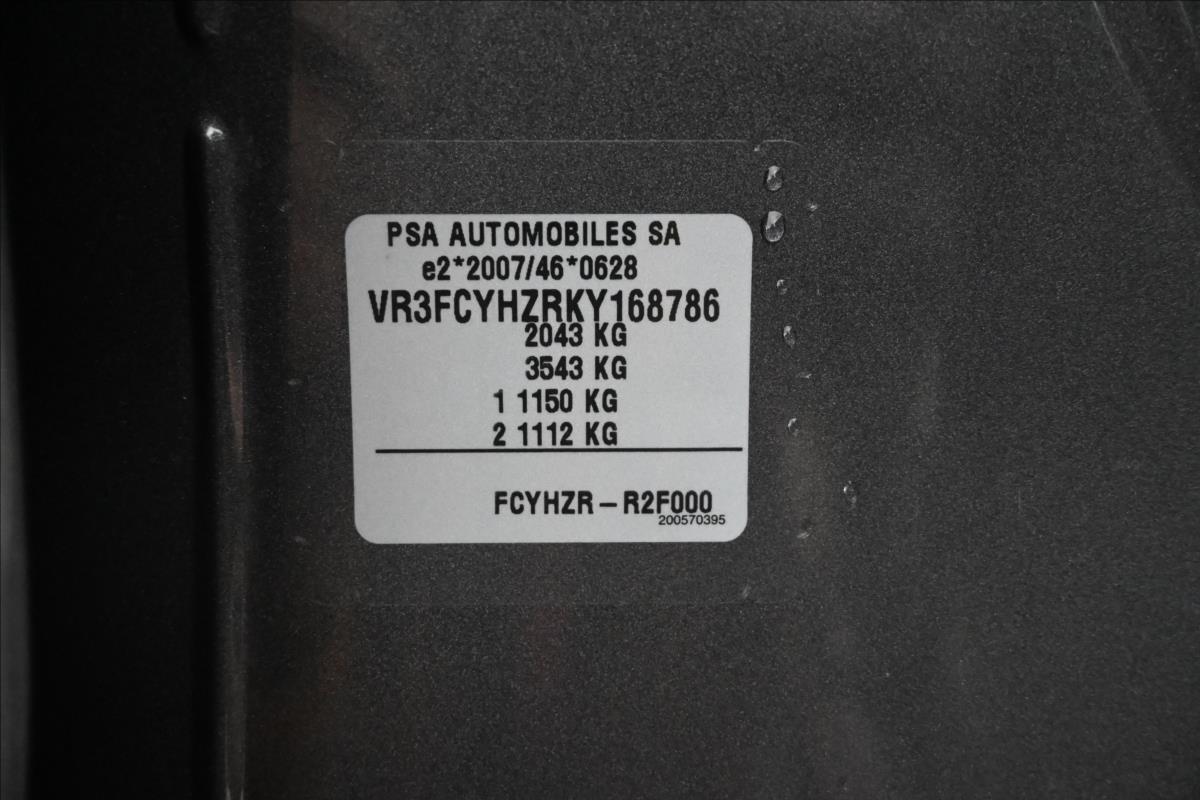 PSA AUTOMOBILES SA
e2*2007/46*0628
VR3FCYHZRKY168786
2043 KG
3543 KG
1 1150 KG
2 1112 KG
FCYHZR – R2F000
200570395